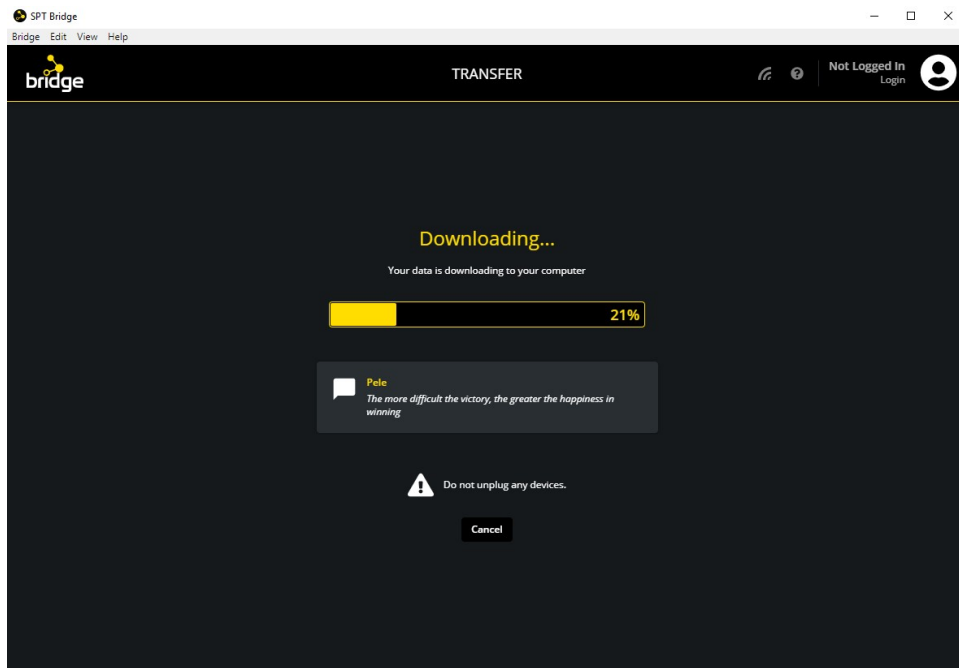 SPT Bridge
Bridge Edit View Help
bridge
TRANSFER
Not Logged In
Login
Downloading...
Your data is downloading to your computer
21%
Pele
The more difficult the victory, the greater the happiness in
winning
Do not unplug any devices.
Cancel